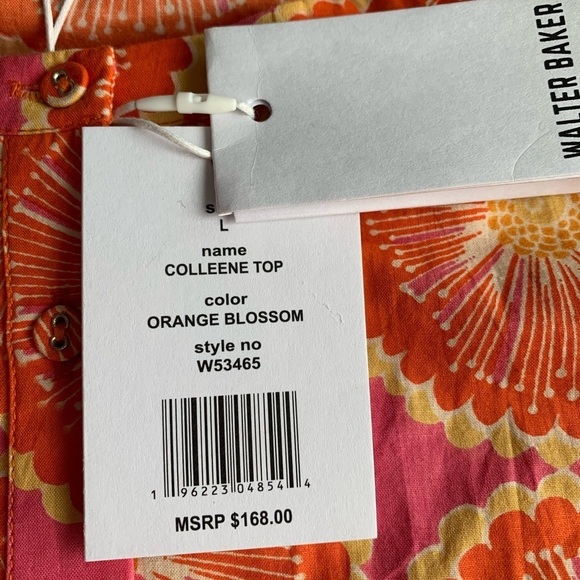 WALTER BAKER
s
L
name
COLLEENE TOP
color
ORANGE BLOSSOM
style no
W53465
1 96223 04854 4
MSRP $168.00